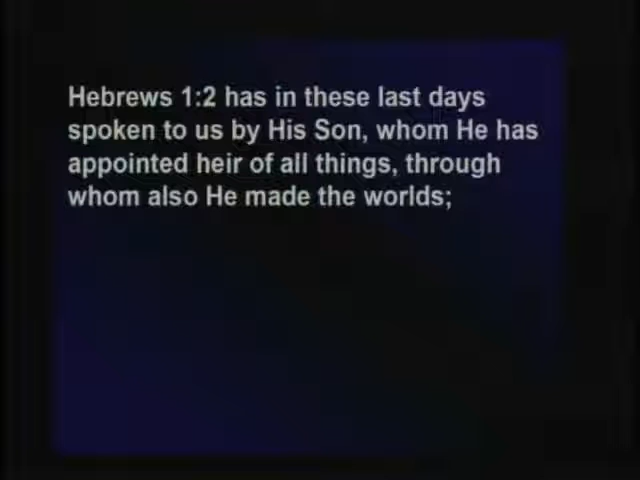 Hebrews 1:2 has in these last days
spoken to us by His Son, whom He has
appointed heir of all things, through
whom also He made the worlds;